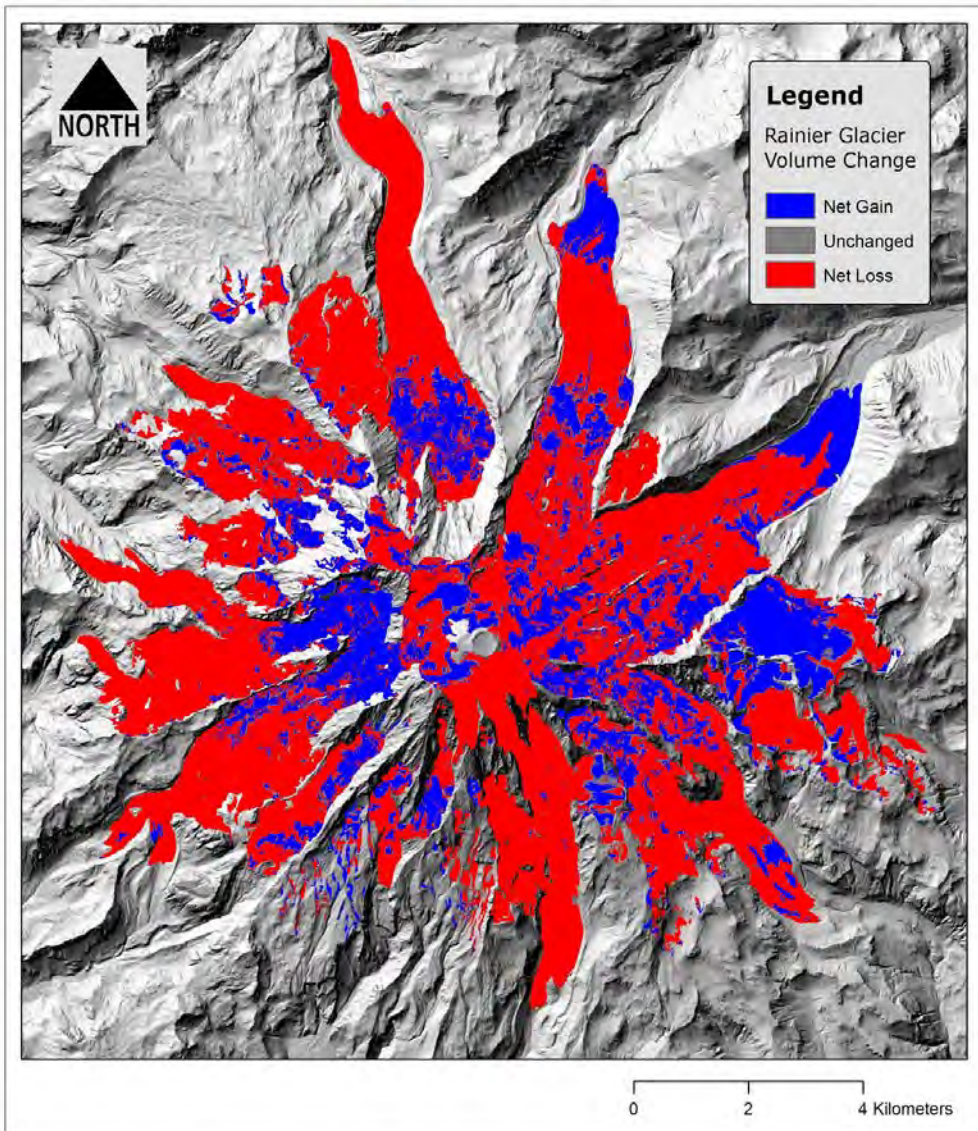 NORTH
Legend
Rainier Glacier
Volume Change
Net Gain
Unchanged
Net Loss
0 2 4 Kilometers